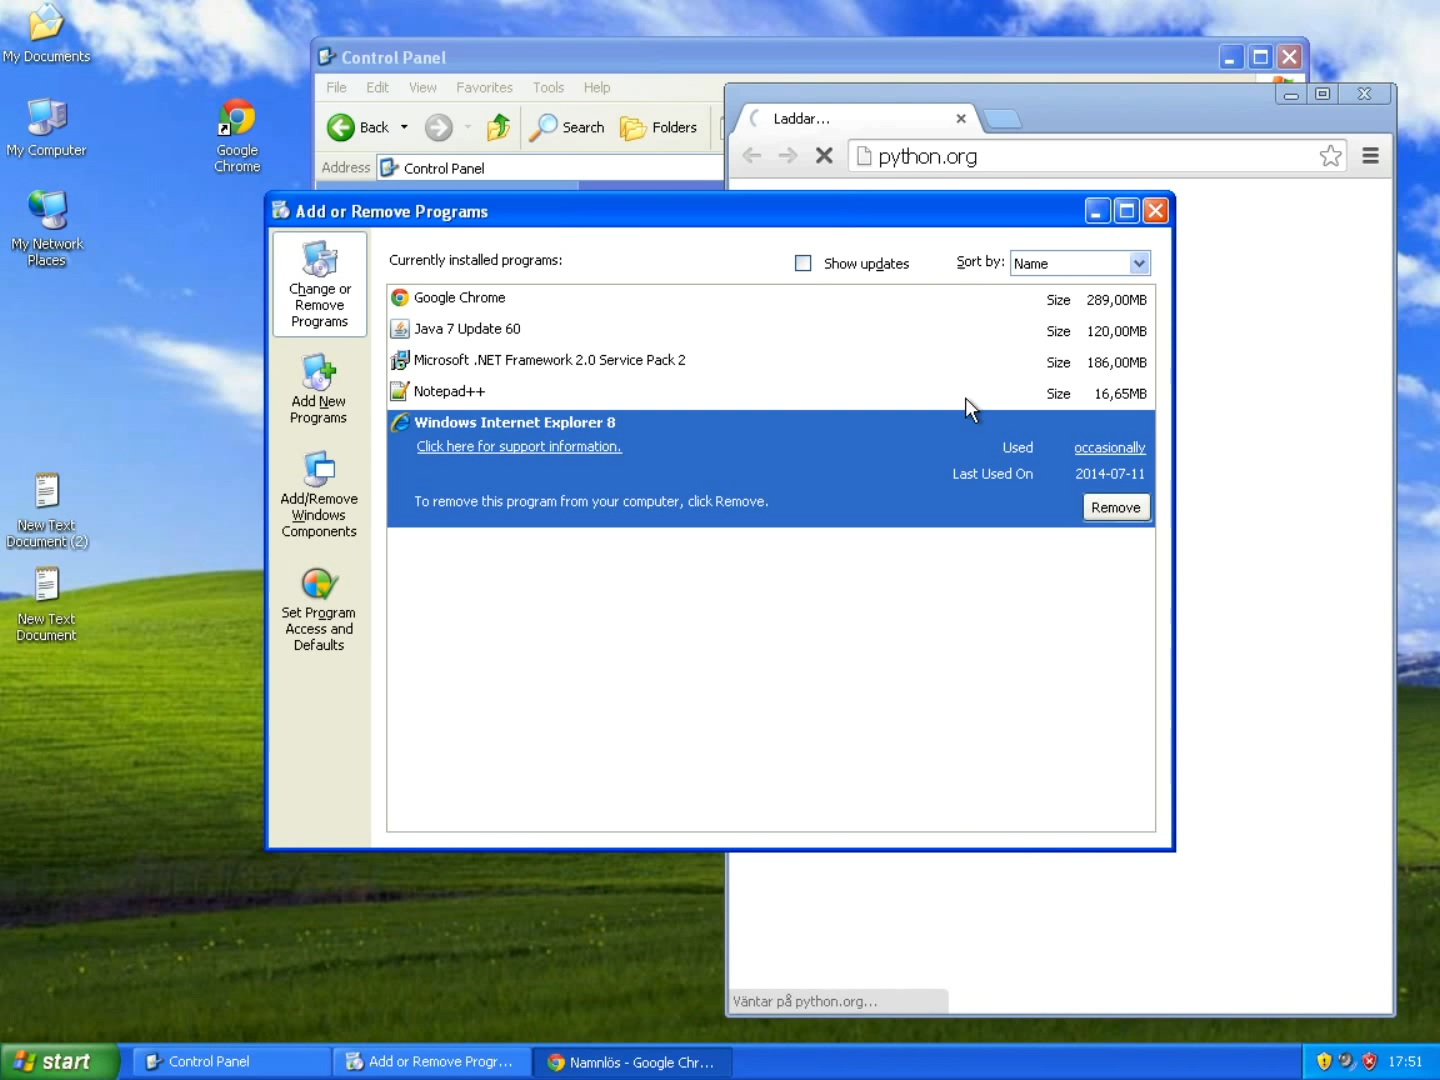 My Documents
My Computer
Google
Chrome
My Network
Places
New Text
Document (2)
New Text
Document
Control Panel
File Edit View Favorites Tools Help
Back Search Folders
Address Control Panel
Laddar...
python.org
Add or Remove Programs
Change or
Remove
Programs
Add New
Programs
Add/Remove
Windows
Components
Set Program
Access and
Defaults
Currently installed programs: Show updates Sort by: Name
Google Chrome Size 289,00MB
Java 7 Update 60 Size 120,00MB
Microsoft .NET Framework 2.0 Service Pack 2 Size 186,00MB
Notepad++ Size 16,65MB
Windows Internet Explorer 8
Click here for support information. Used occasionally
Last Used On 2014-07-11
To remove this program from your computer, click Remove. Remove
Väntar på python.org...
start Control Panel Add or Remove Progr... Namnlös - Google Chr... 17:51